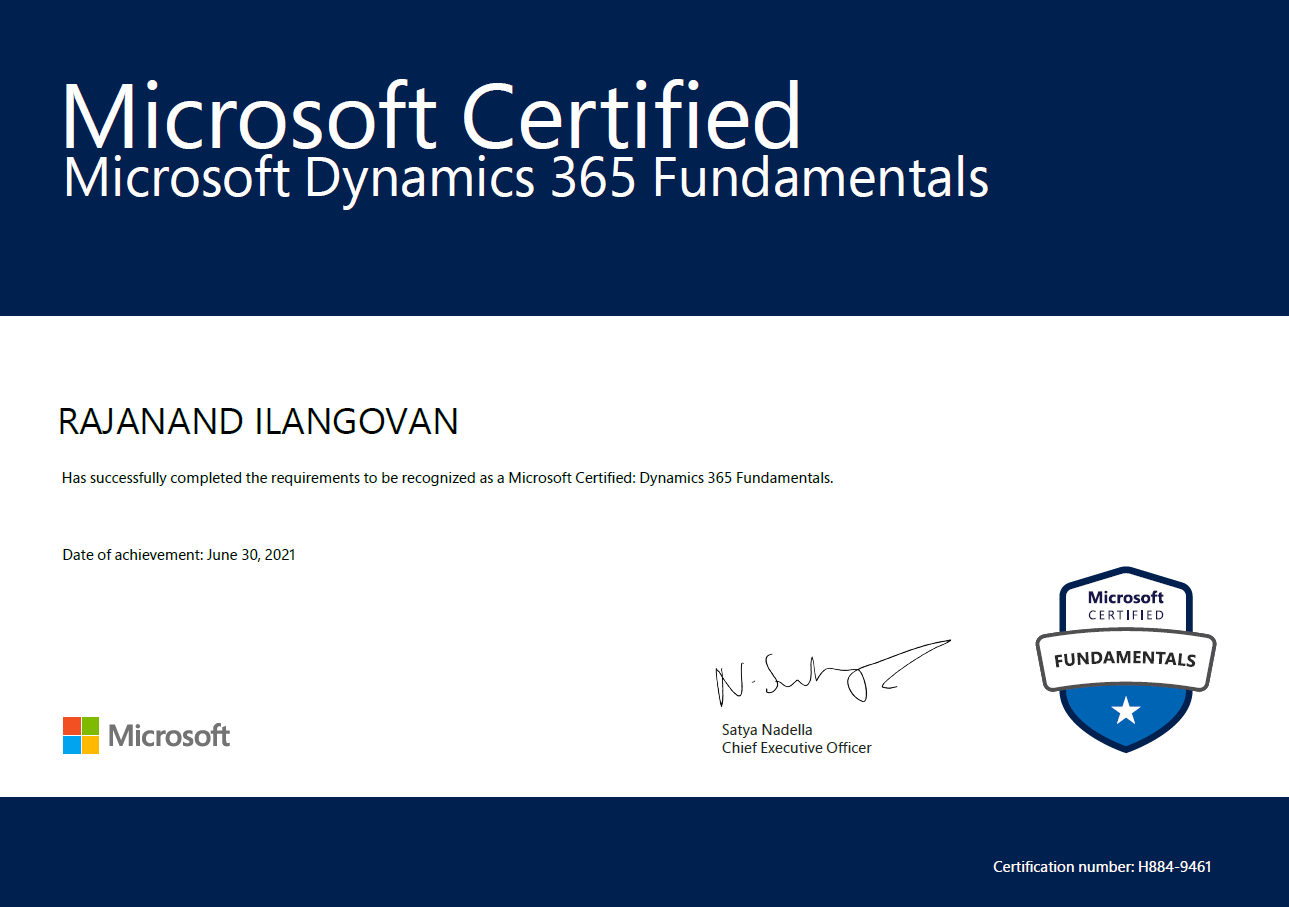 Microsoft Certified
Microsoft Dynamics 365 Fundamentals
RAJANAND ILANGOVAN
Has successfully completed the requirements to be recognized as a Microsoft Certified: Dynamics 365 Fundamentals.
Date of achievement: June 30, 2021
Microsoft
CERTIFIED
FUNDAMENTALS
N. Satya
Satya Nadella
Chief Executive Officer
Microsoft
Certification number: H884-9461